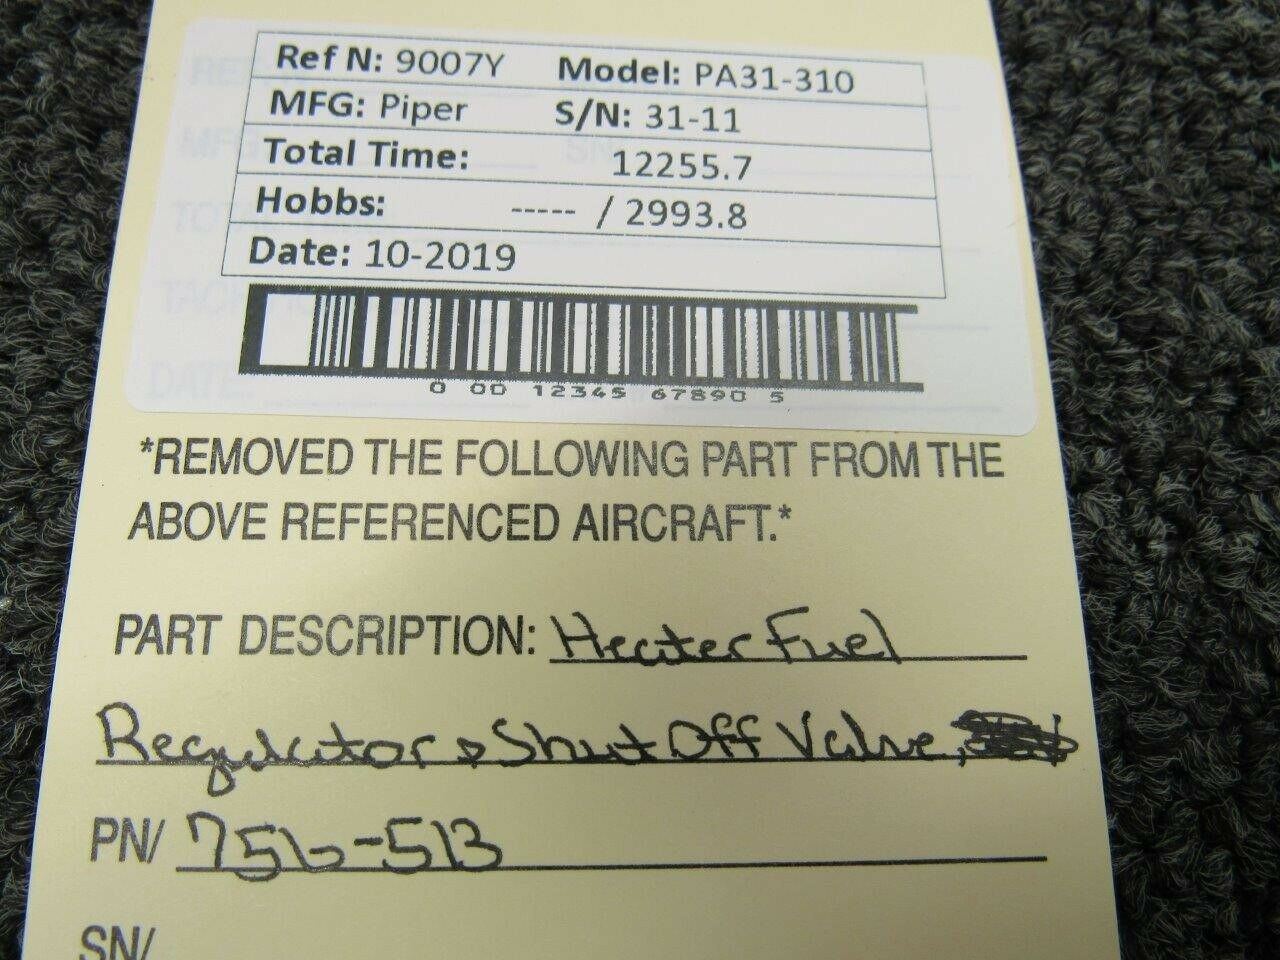 Ref N: 9007Y Model: PA31-310
MFG: Piper S/N: 31-11
Total Time: 12255.7
Hobbs: ----- / 2993.8
Date: 10-2019
0 00 12345 67890 5
*REMOVED THE FOLLOWING PART FROM THE
ABOVE REFERENCED AIRCRAFT.*
PART DESCRIPTION: Heater Fuel
Regulator & Shut Off Valve,
PN/ 756-513
SN/